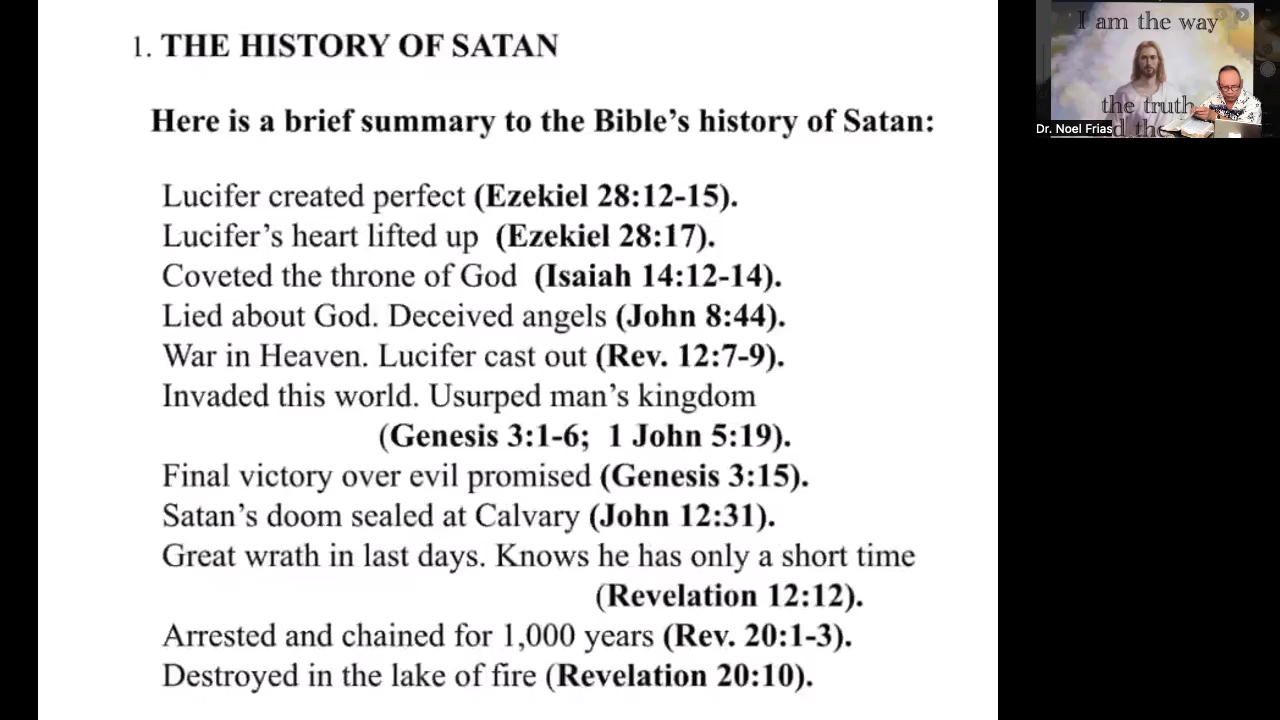 1. THE HISTORY OF SATAN
Here is a brief summary to the Bible's history of Satan:
Lucifer created perfect (Ezekiel 28:12-15).
Lucifer's heart lifted up (Ezekiel 28:17).
Coveted the throne of God (Isaiah 14:12-14).
Lied about God. Deceived angels (John 8:44).
War in Heaven. Lucifer cast out (Rev. 12:7-9).
Invaded this world. Usurped man's kingdom
(Genesis 3:1-6; 1 John 5:19).
Final victory over evil promised (Genesis 3:15).
Satan's doom sealed at Calvary (John 12:31).
Great wrath in last days. Knows he has only a short time
(Revelation 12:12).
Arrested and chained for 1,000 years (Rev. 20:1-3).
Destroyed in the lake of fire (Revelation 20:10).
I am the way
the truth
d the
Dr. Noel Frias